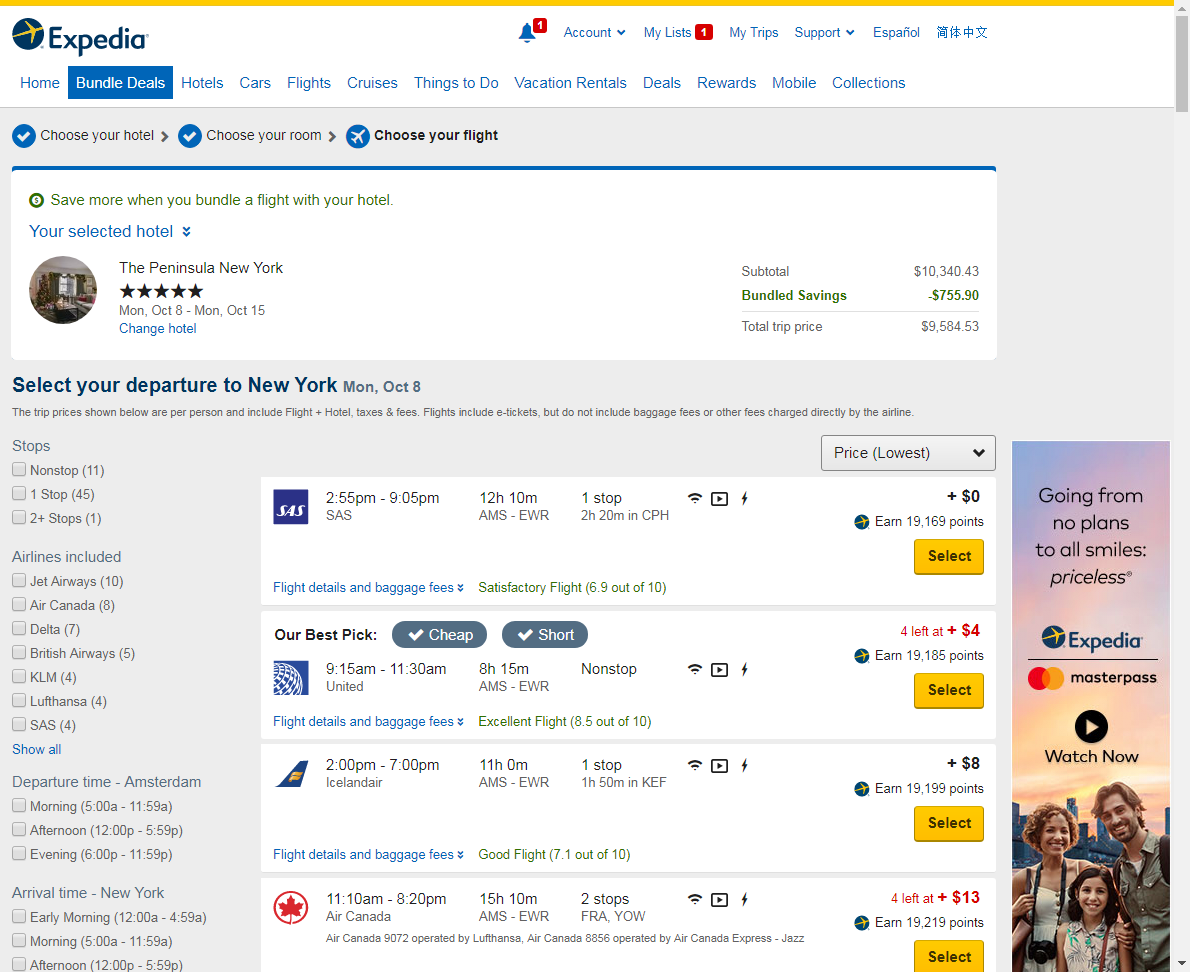 Expedia
1
Account
My Lists 1
My Trips
Support
Español
简体中文
Home
Bundle Deals
Hotels
Cars
Flights
Cruises
Things to Do
Vacation Rentals
Deals
Rewards
Mobile
Collections
Choose your hotel
Choose your room
Choose your flight
Save more when you bundle a flight with your hotel.
Your selected hotel
The Peninsula New York
Mon, Oct 8 - Mon, Oct 15
Change hotel
Subtotal $10,340.43
Bundled Savings -$755.90
Total trip price $9,584.53
Select your departure to New York Mon, Oct 8
The trip prices shown below are per person and include Flight + Hotel, taxes & fees. Flights include e-tickets, but do not include baggage fees or other fees charged directly by the airline.
Stops
Nonstop (11)
1 Stop (45)
2+ Stops (1)
Airlines included
Jet Airways (10)
Air Canada (8)
Delta (7)
British Airways (5)
KLM (4)
Lufthansa (4)
SAS (4)
Show all
Departure time - Amsterdam
Morning (5:00a - 11:59a)
Afternoon (12:00p - 5:59p)
Evening (6:00p - 11:59p)
Arrival time - New York
Early Morning (12:00a - 4:59a)
Morning (5:00a - 11:59a)
Afternoon (12:00p - 5:59p)
Price (Lowest)
SAS
2:55pm - 9:05pm 12h 10m 1 stop + $0
SAS AMS - EWR 2h 20m in CPH
Earn 19,169 points
Select
Flight details and baggage fees Satisfactory Flight (6.9 out of 10)
Our Best Pick: Cheap Short 4 left at + $4
Earn 19,185 points
9:15am - 11:30am 8h 15m Nonstop
United AMS - EWR
Select
Flight details and baggage fees Excellent Flight (8.5 out of 10)
2:00pm - 7:00pm 11h 0m 1 stop + $8
Icelandair AMS - EWR 1h 50m in KEF
Earn 19,199 points
Select
Flight details and baggage fees Good Flight (7.1 out of 10)
11:10am - 8:20pm 15h 10m 2 stops 4 left at + $13
Air Canada AMS - EWR FRA, YOW
Earn 19,219 points
Air Canada 9072 operated by Lufthansa, Air Canada 8856 operated by Air Canada Express - Jazz
Select
Going from
no plans
to all smiles:
priceless®
Expedia
masterpass
Watch Now